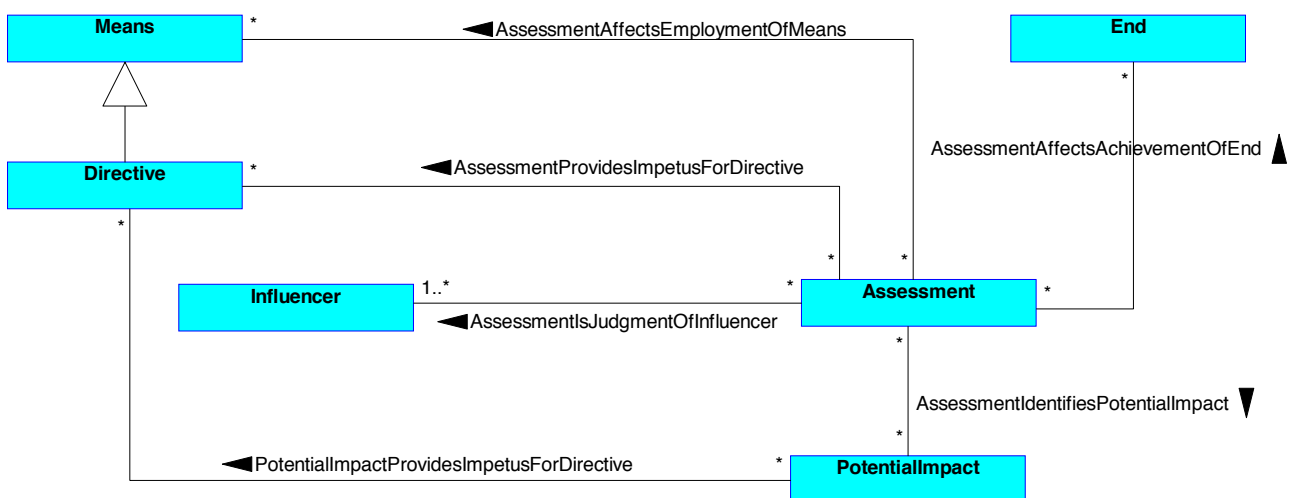 Means
*
AssessmentAffectsEmploymentOfMeans
End
*
AssessmentAffectsAchievementOfEnd
Directive
*
AssessmentProvidesImpetusForDirective
*
*
*
Influencer
1..*
*
Assessment
*
AssessmentIsJudgmentOfInfluencer
*
AssessmentIdentifiesPotentialImpact
*
PotentialImpactProvidesImpetusForDirective
*
PotentialImpact